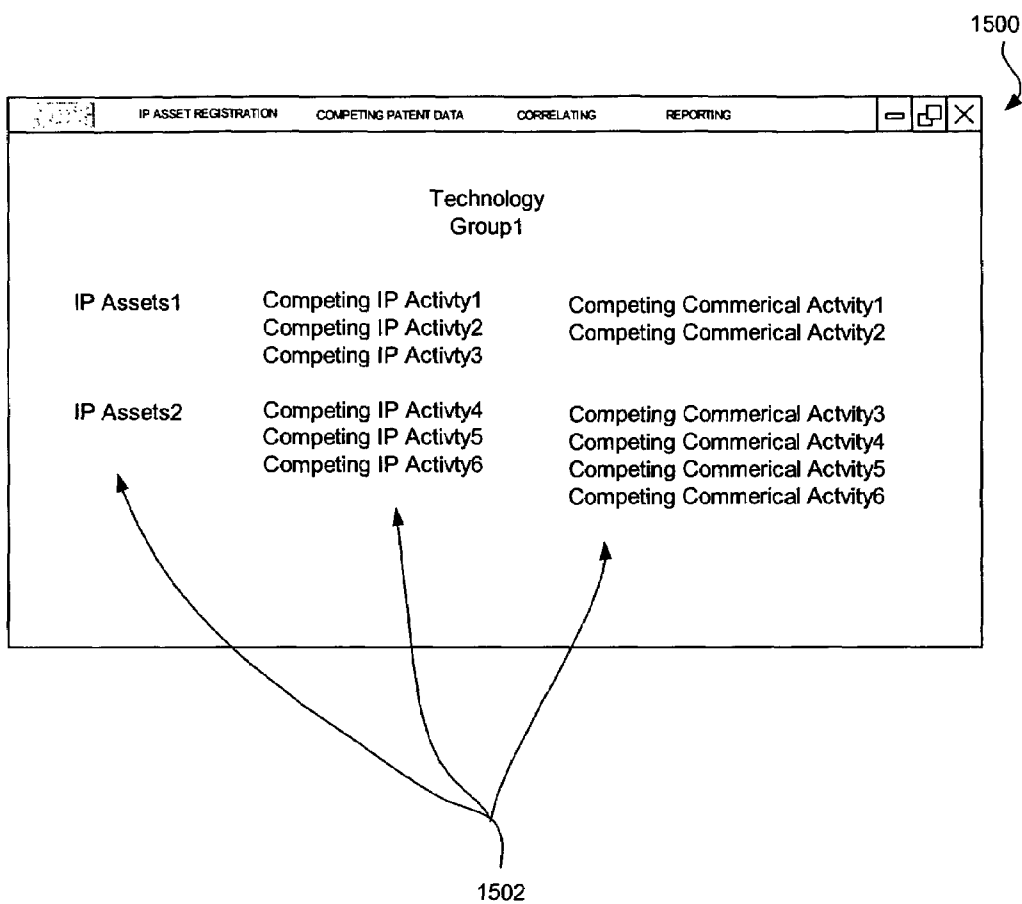 1500
IP ASSET REGISTRATION COMPETING PATENT DATA CORRELATING REPORTING
Technology
Group1
IP Assets1 Competing IP Activty1 Competing Commerical Actvity1
Competing IP Activty2 Competing Commerical Actvity2
Competing IP Activty3
IP Assets2 Competing IP Activty4 Competing Commerical Actvity3
Competing IP Activty5 Competing Commerical Actvity4
Competing IP Activty6 Competing Commerical Actvity5
Competing Commerical Actvity6
1502